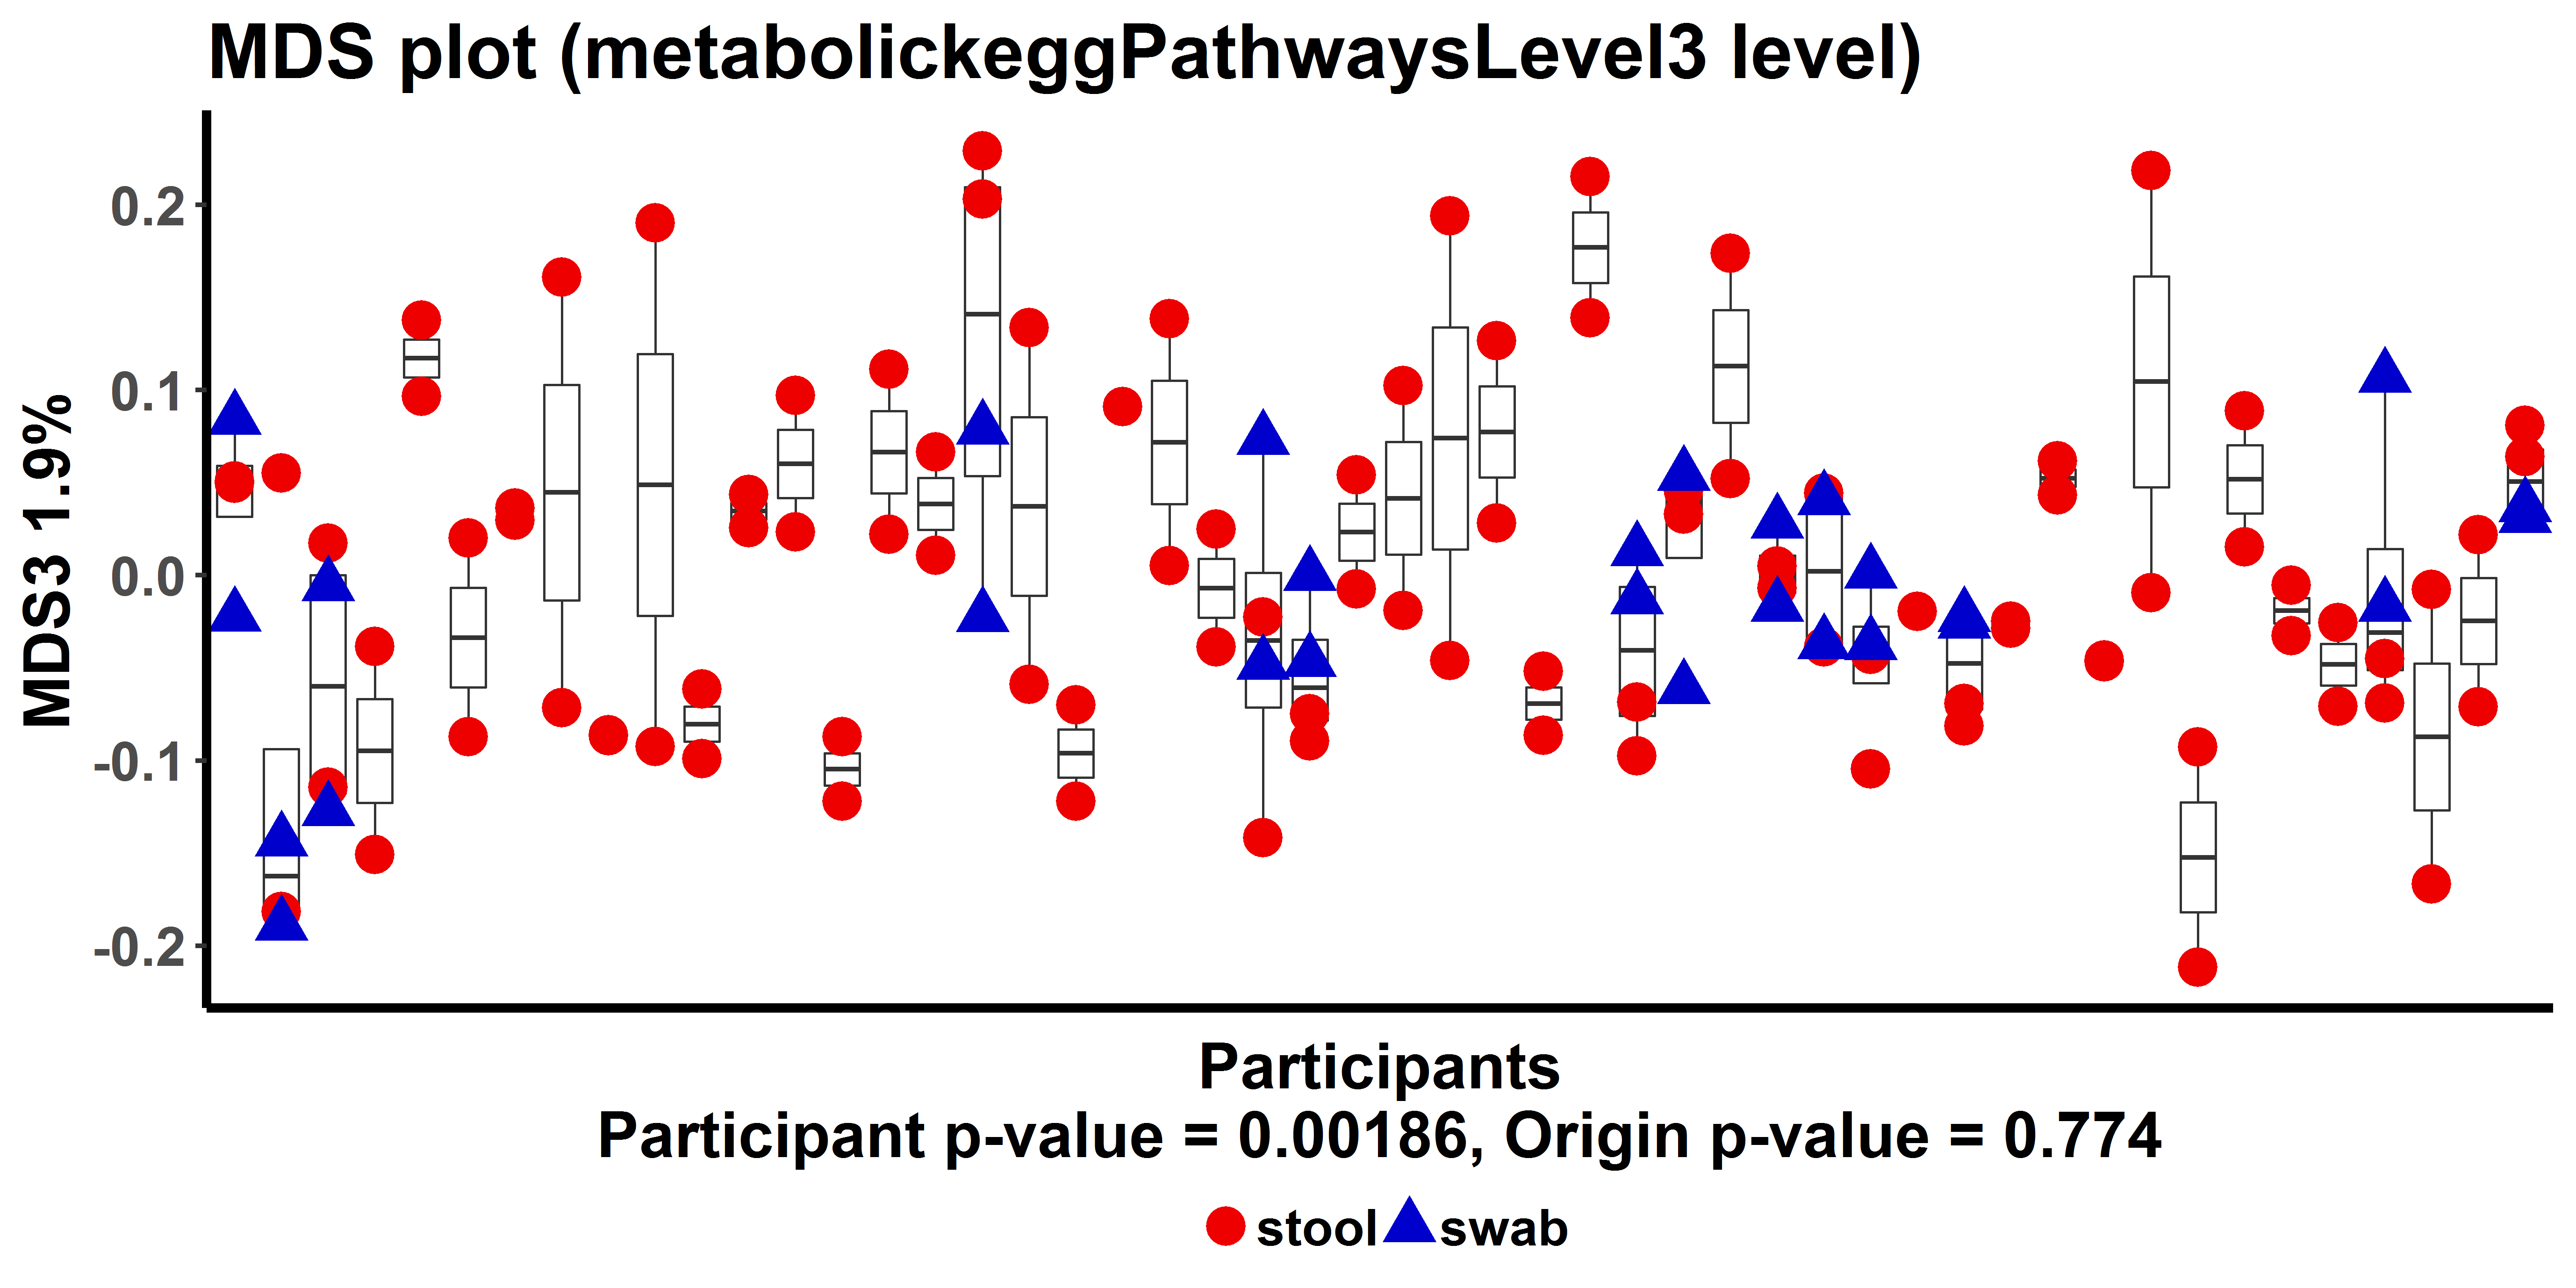 MDS plot (metabolickeggPathwaysLevel3 level)
MDS3 1.9%
0.2
0.1
0.0
-0.1
-0.2
Participants
Participant p-value = 0.00186, Origin p-value = 0.774
stool swab